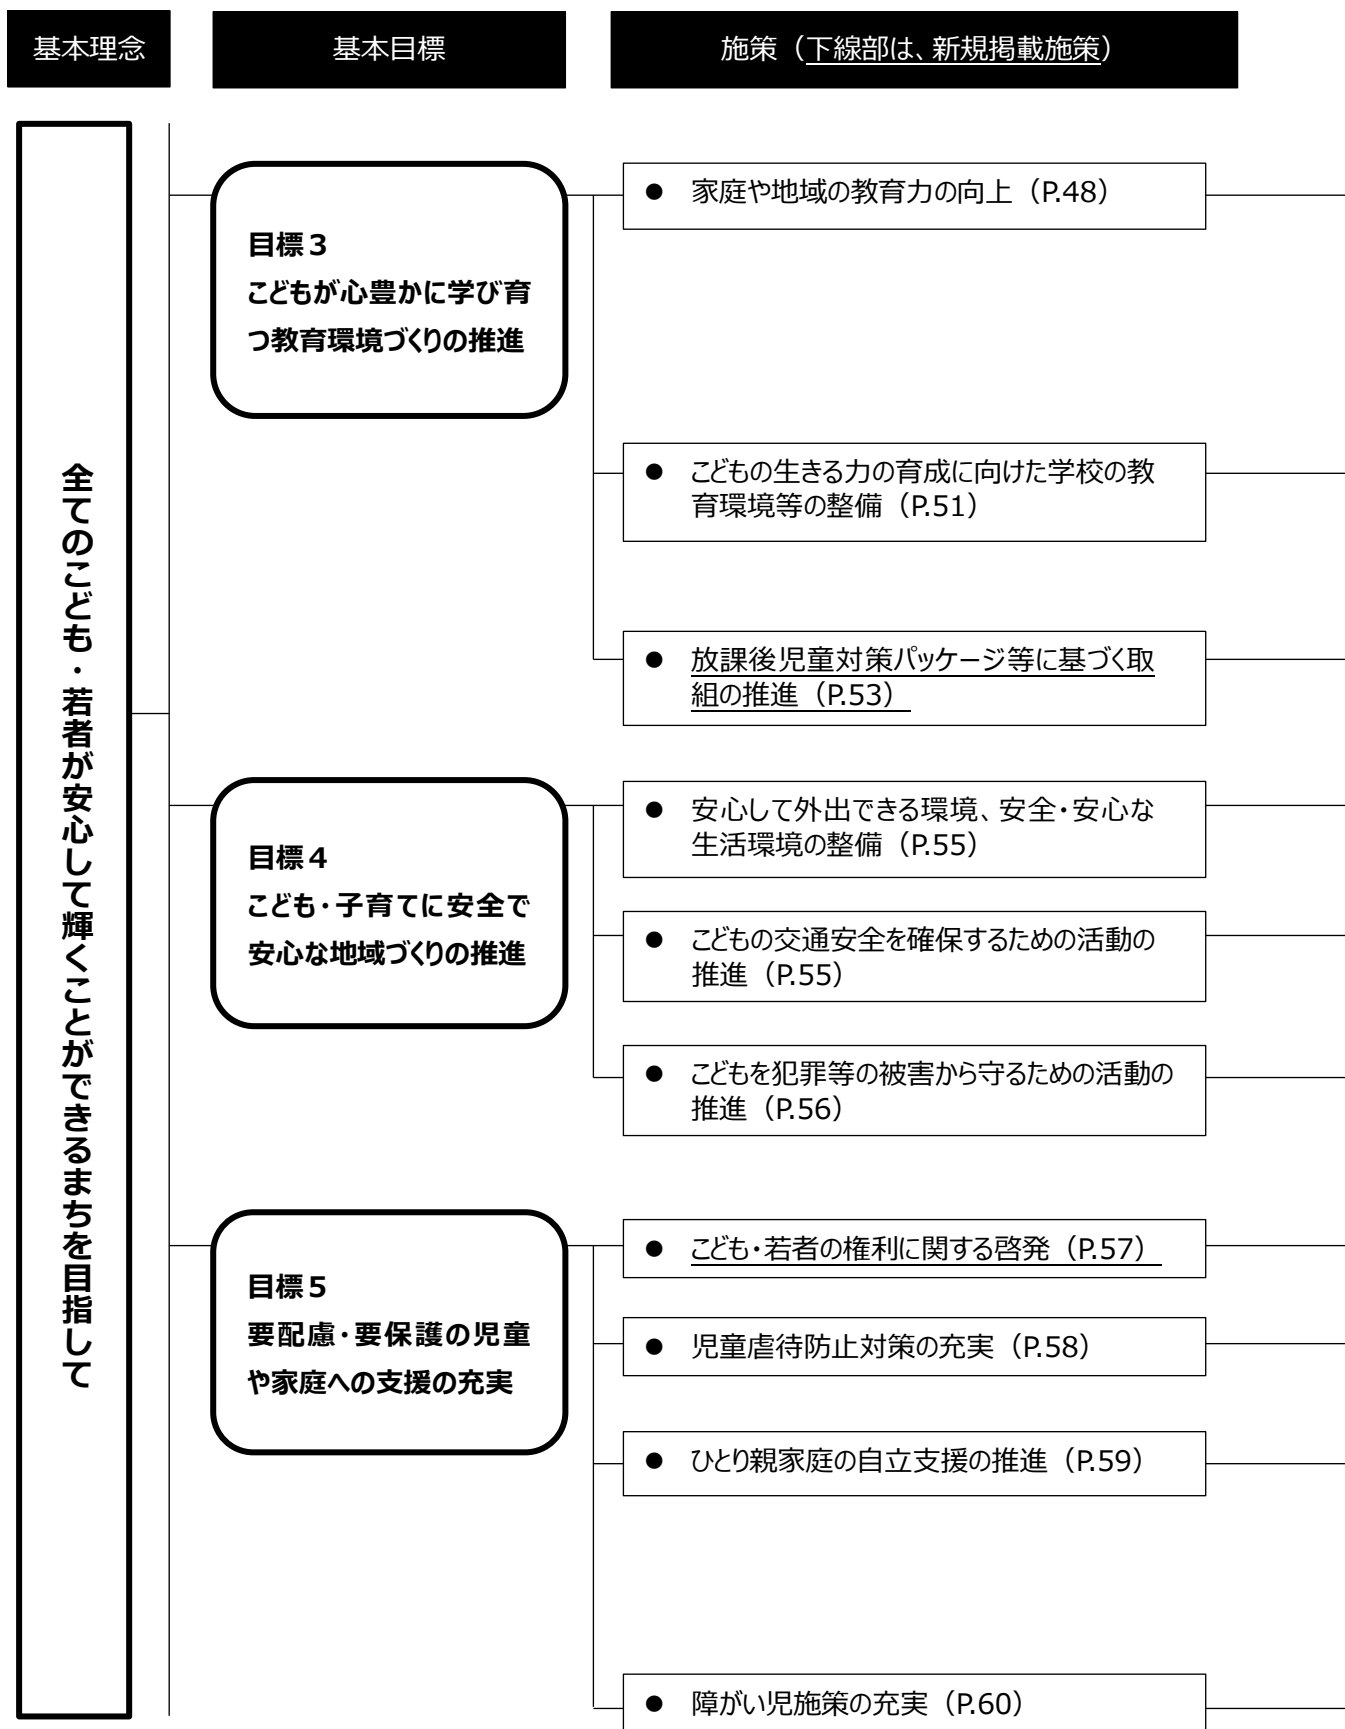 基本理念
基本目標
施策（下線部は、新規掲載施策）
全てのこども・若者が安心して輝くことができるまちを目指して
目標３
こどもが心豊かに学び育
つ教育環境づくりの推進
● 家庭や地域の教育力の向上（P.48）
● こどもの生きる力の育成に向けた学校の教
育環境等の整備（P.51）
● 放課後児童対策パッケージ等に基づく取
組の推進（P.53）
目標４
こども・子育てに安全で
安心な地域づくりの推進
● 安心して外出できる環境、安全・安心な
生活環境の整備（P.55）
● こどもの交通安全を確保するための活動の
推進（P.55）
● こどもを犯罪等の被害から守るための活動の
推進（P.56）
目標５
要配慮・要保護の児童
や家庭への支援の充実
● こども・若者の権利に関する啓発（P.57）
● 児童虐待防止対策の充実（P.58）
● ひとり親家庭の自立支援の推進（P.59）
● 障がい児施策の充実（P.60）